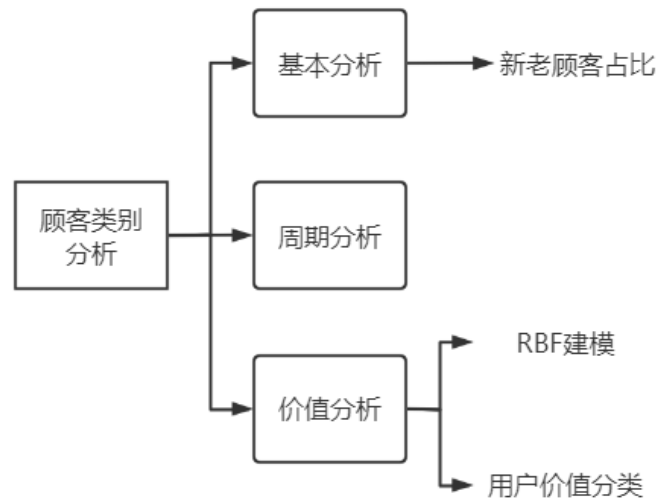 基本分析
新老顾客占比
顾客类别
分析
周期分析
价值分析
RBF建模
用户价值分类